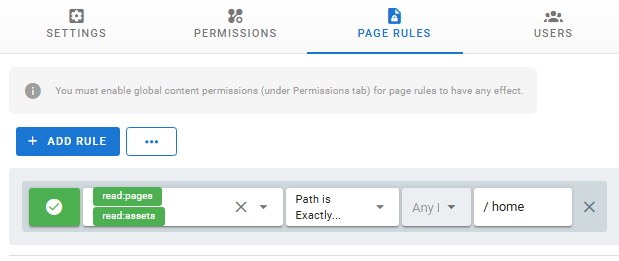 SETTINGS
PERMISSIONS
PAGE RULES
USERS
You must enable global content permissions (under Permissions tab) for page rules to have any effect.
+ ADD RULE
...
read:pages
read:assets
Path is
Exactly...
Any l
/ home